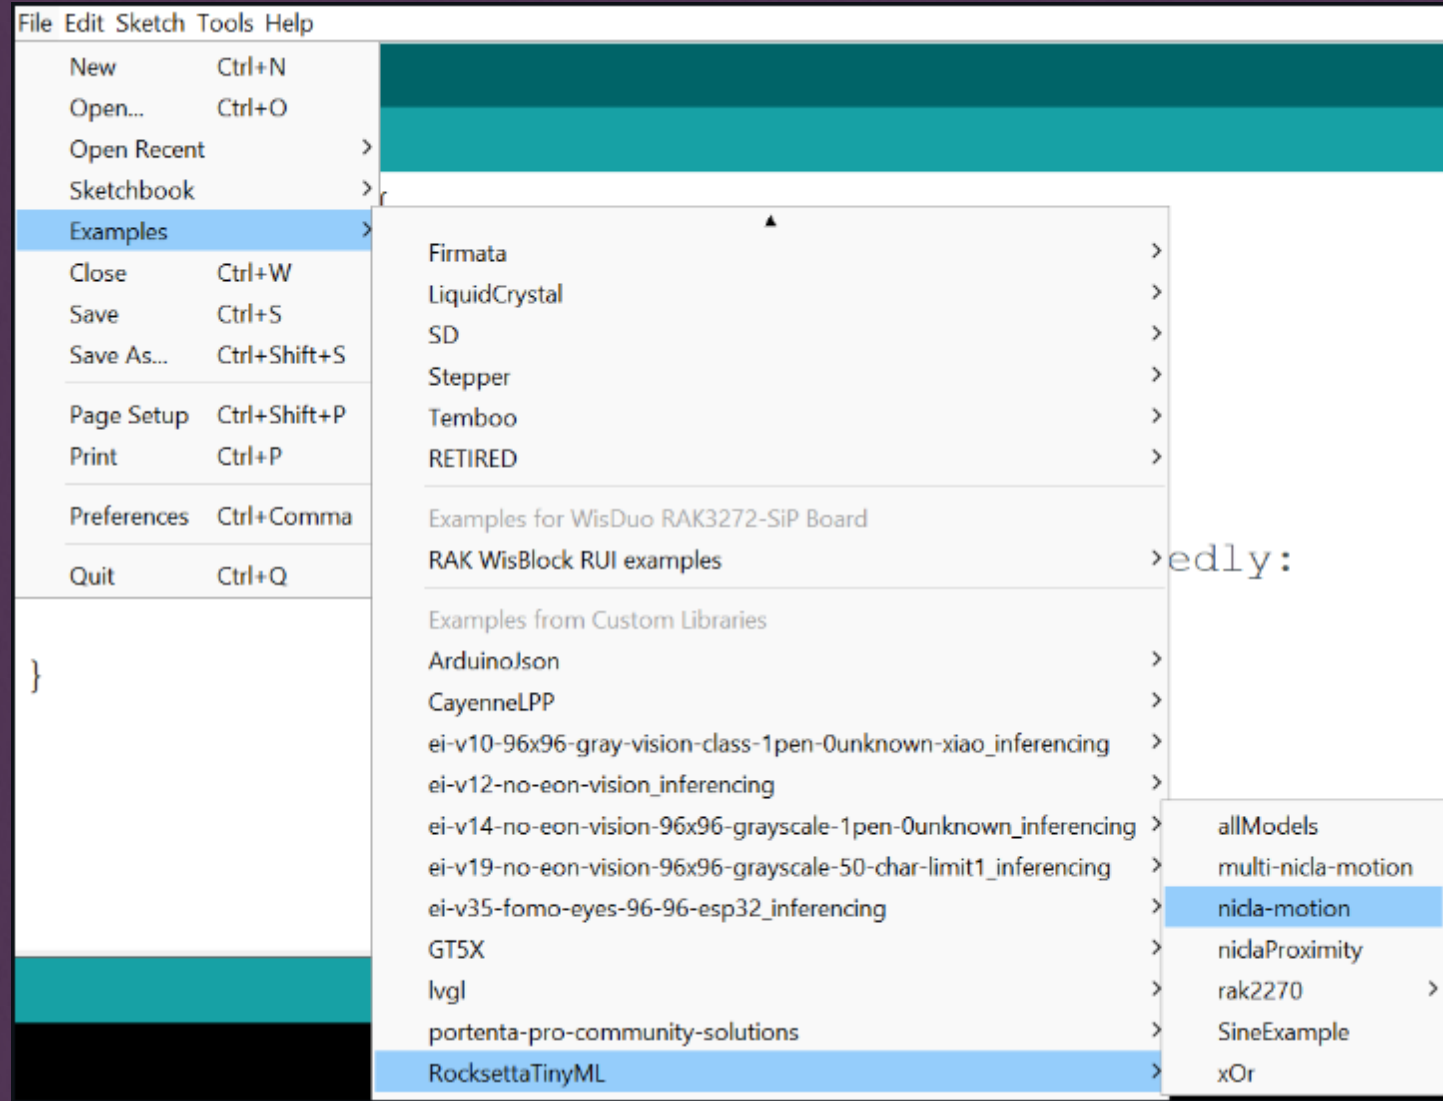 File Edit Sketch Tools Help
New Ctrl+N
Open... Ctrl+O
Open Recent
Sketchbook
Examples
Close Ctrl+W
Save Ctrl+S
Save As... Ctrl+Shift+S
Page Setup Ctrl+Shift+P
Print Ctrl+P
Preferences Ctrl+Comma
Quit Ctrl+Q
}
Firmata
LiquidCrystal
SD
Stepper
Temboo
RETIRED
Examples for WisDuo RAK3272-SiP Board
RAK WisBlock RUI examples
Examples from Custom Libraries
ArduinoJson
CayenneLPP
ei-v10-96x96-gray-vision-class-1pen-0unknown-xiao_inferencing
ei-v12-no-eon-vision_inferencing
ei-v14-no-eon-vision-96x96-grayscale-1pen-0unknown_inferencing
ei-v19-no-eon-vision-96x96-grayscale-50-char-limit1_inferencing
ei-v35-fomo-eyes-96-96-esp32_inferencing
GT5X
lvgl
portenta-pro-community-solutions
RocksettaTinyML
edly:
allModels
multi-nicla-motion
nicla-motion
niclaProximity
rak2270
SineExample
xOr